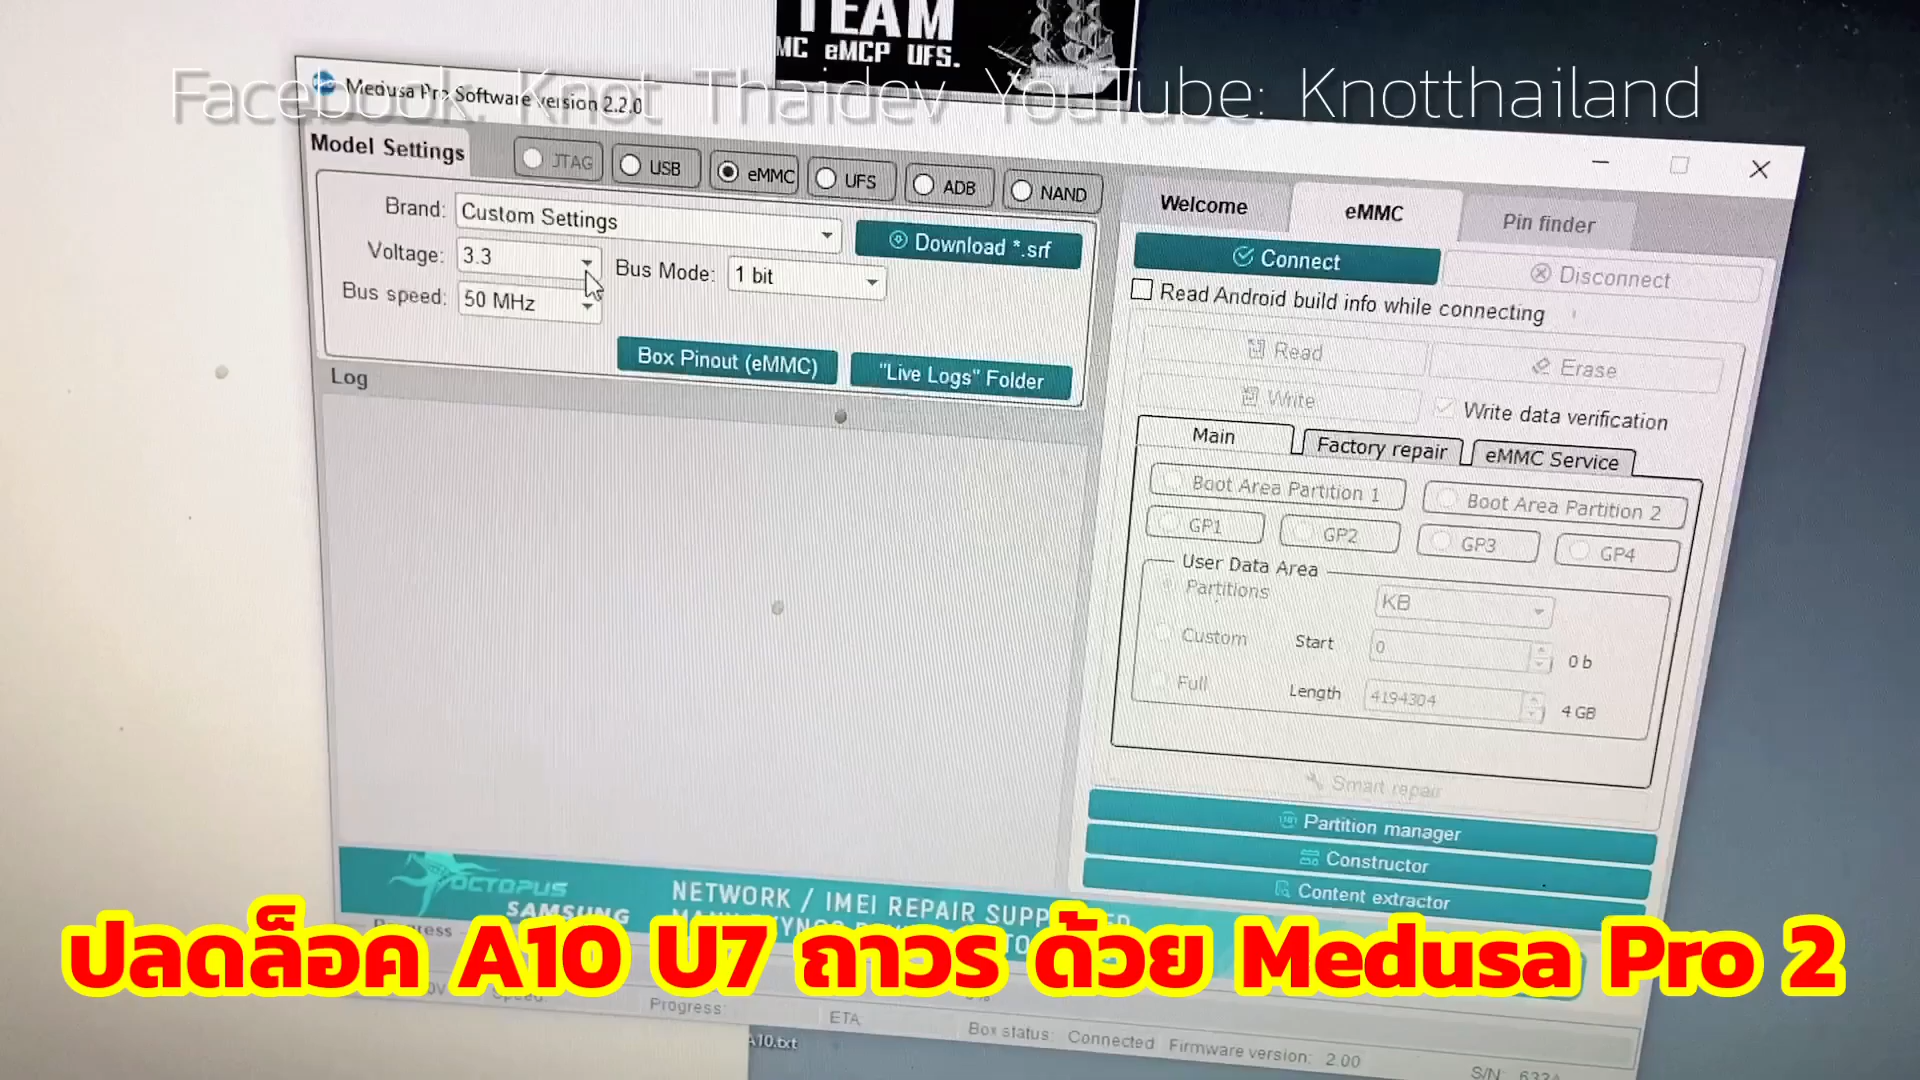 TEAM
MC eMCP UFS.
Facebook: Knot Thaidev YouTube: Knotthailand
Medusa Pro Software version 2.2.0
Model Settings
JTAG
USB
eMMC
UFS
ADB
NAND
Brand:
Custom Settings
Download *.srf
Voltage:
3.3
Bus Mode:
1 bit
Bus speed:
50 MHz
Box Pinout (eMMC)
"Live Logs" Folder
Log
Welcome
eMMC
Pin finder
Connect
Disconnect
Read Android build info while connecting
Read
Erase
Write
Write data verification
Main
Factory repair
eMMC Service
Boot Area Partition 1
Boot Area Partition 2
GP1
GP2
GP3
GP4
User Data Area
Partitions
KB
Custom
Start
0
0 b
Full
Length
4194304
4 GB
Smart repair
Partition manager
Constructor
Content extractor
OCTOPUS
SAMSUNG
NETWORK / IMEI REPAIR
ปลดล็อค A10 U7 ถาวร ด้วย Medusa Pro 2
Progress:
ETA
Box status: Connected
Firmware version: 2.00
A10.txt
S/N: